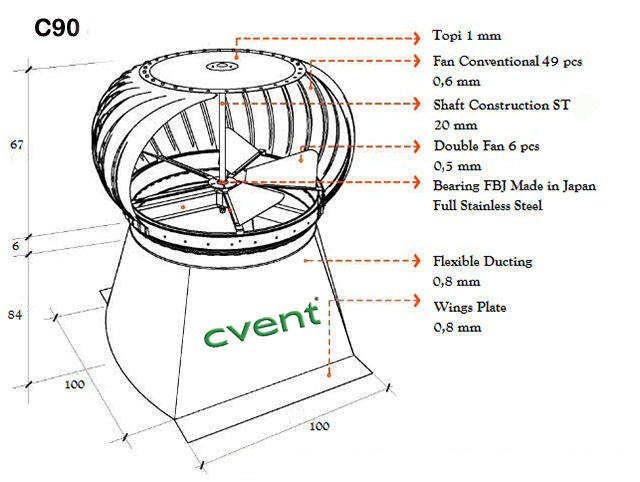 C90
Topi 1 mm
Fan Conventional 49 pcs
0,6 mm
Shaft Construction ST
20 mm
Double Fan 6 pcs
0,5 mm
Bearing FBJ Made in Japan
Full Stainless Steel
Flexible Ducting
0,8 mm
Wings Plate
0,8 mm
67
6
84
100
100
cvent